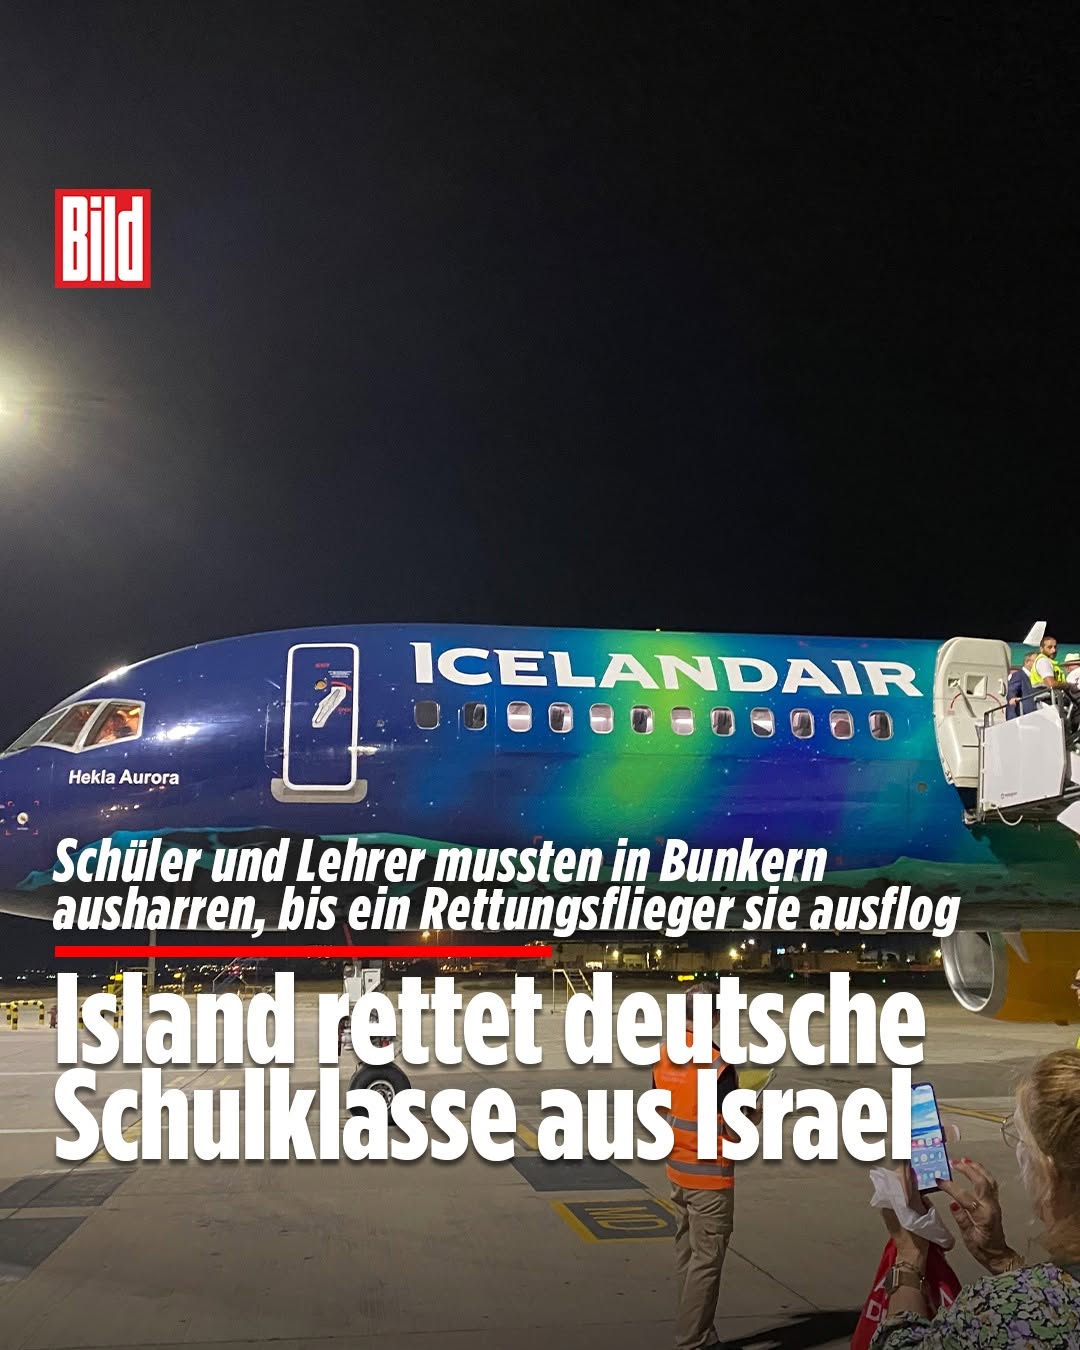 Bild
ICELANDAIR
Hekla Aurora
Schüler und Lehrer mussten in Bunkern
ausharren, bis ein Rettungsflieger sie ausflog
Island rettet deutsche
Schulklasse aus Israel